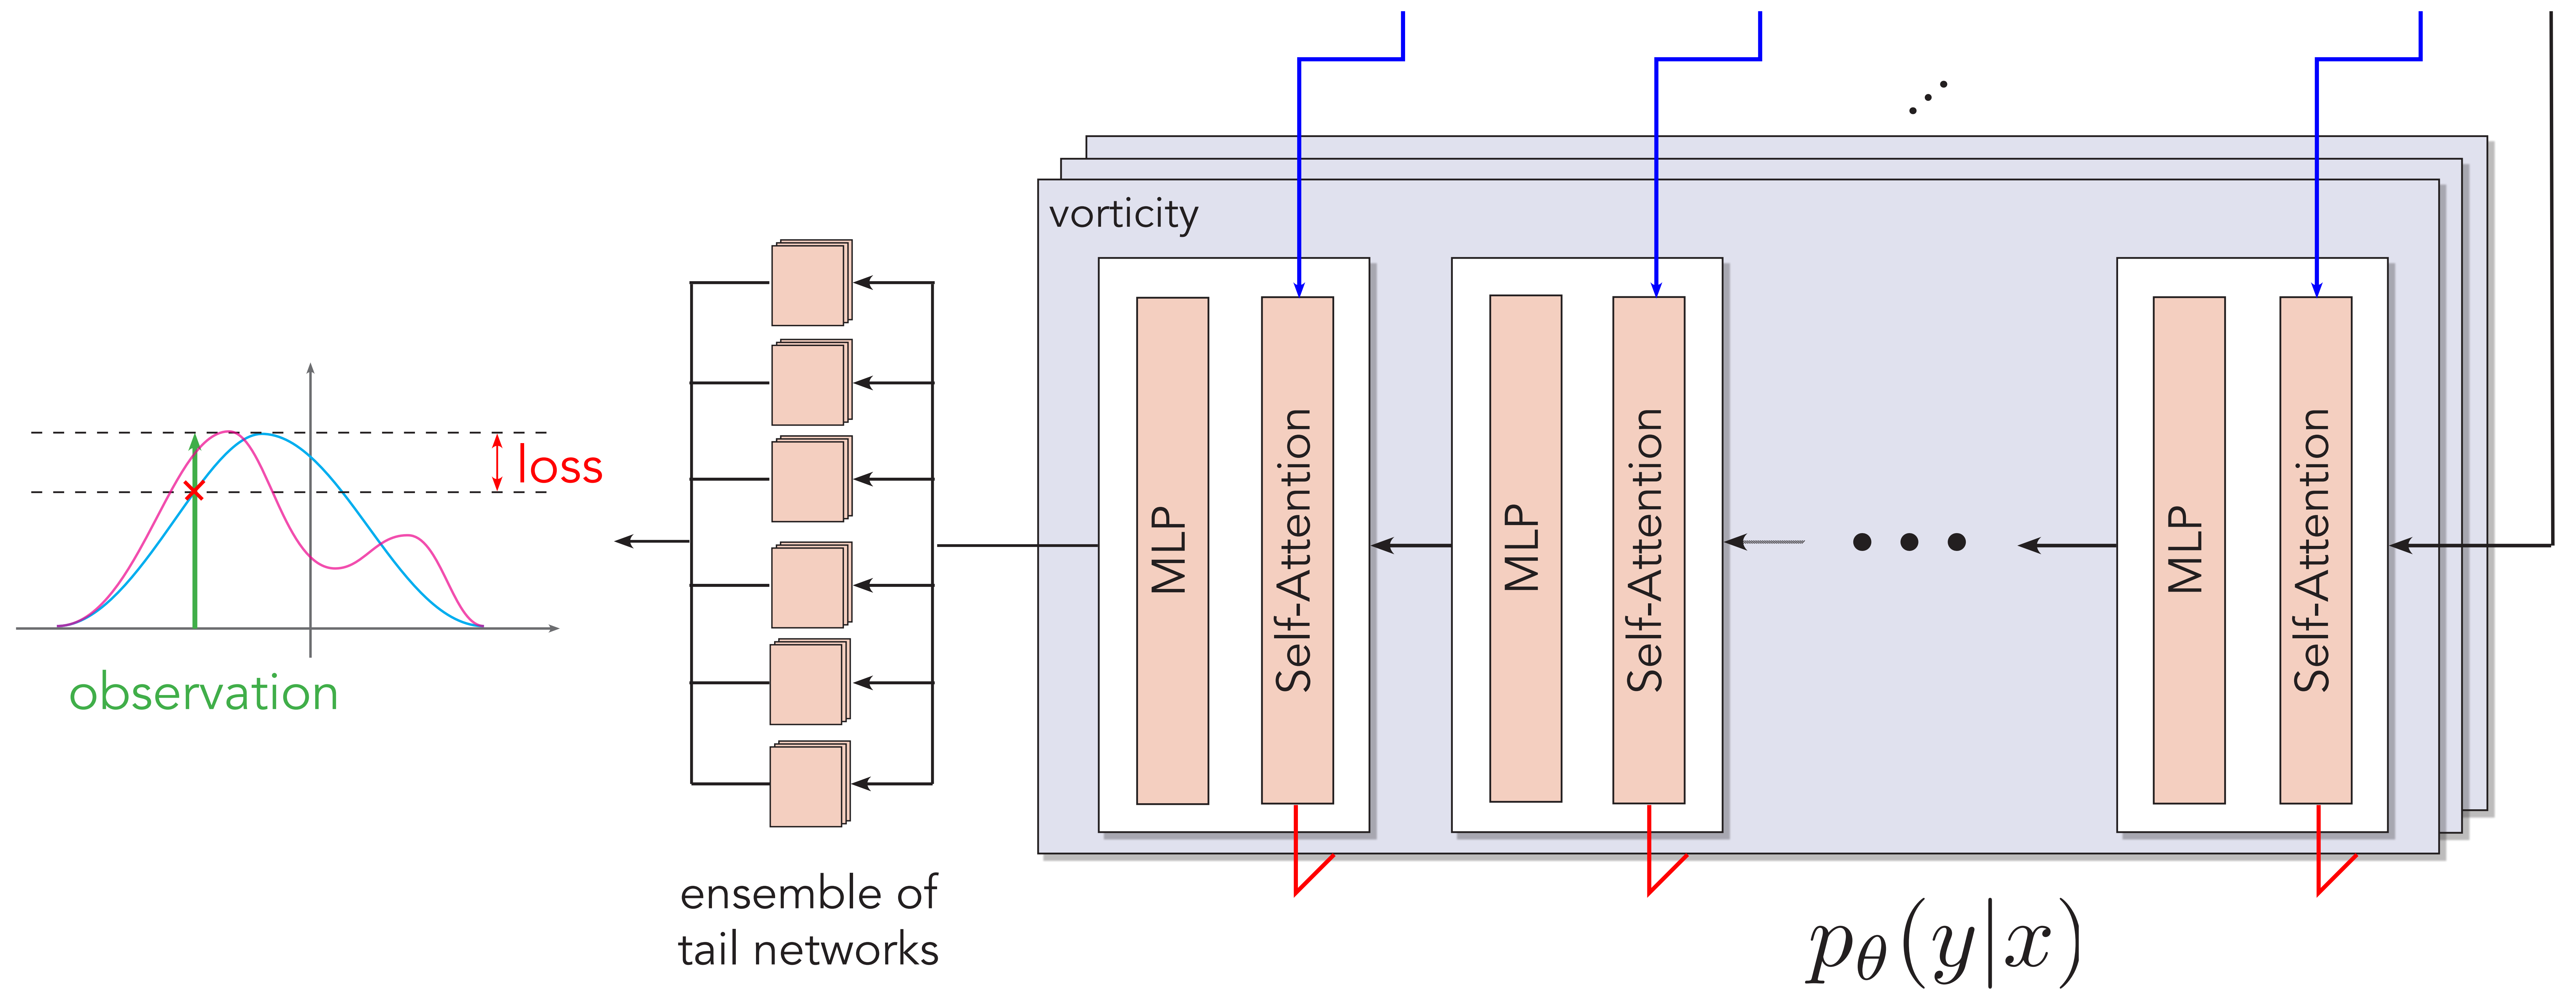 vorticity
MLP
Self-Attention
MLP
Self-Attention
MLP
Self-Attention
loss
observation
ensemble of
tail networks
pθ(y|x)